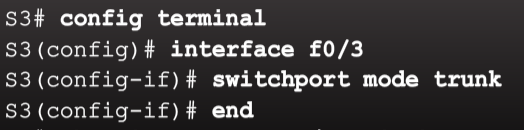 S3# config terminal
S3(config)# interface f0/3
S3(config-if)# switchport mode trunk
S3(config-if)# end